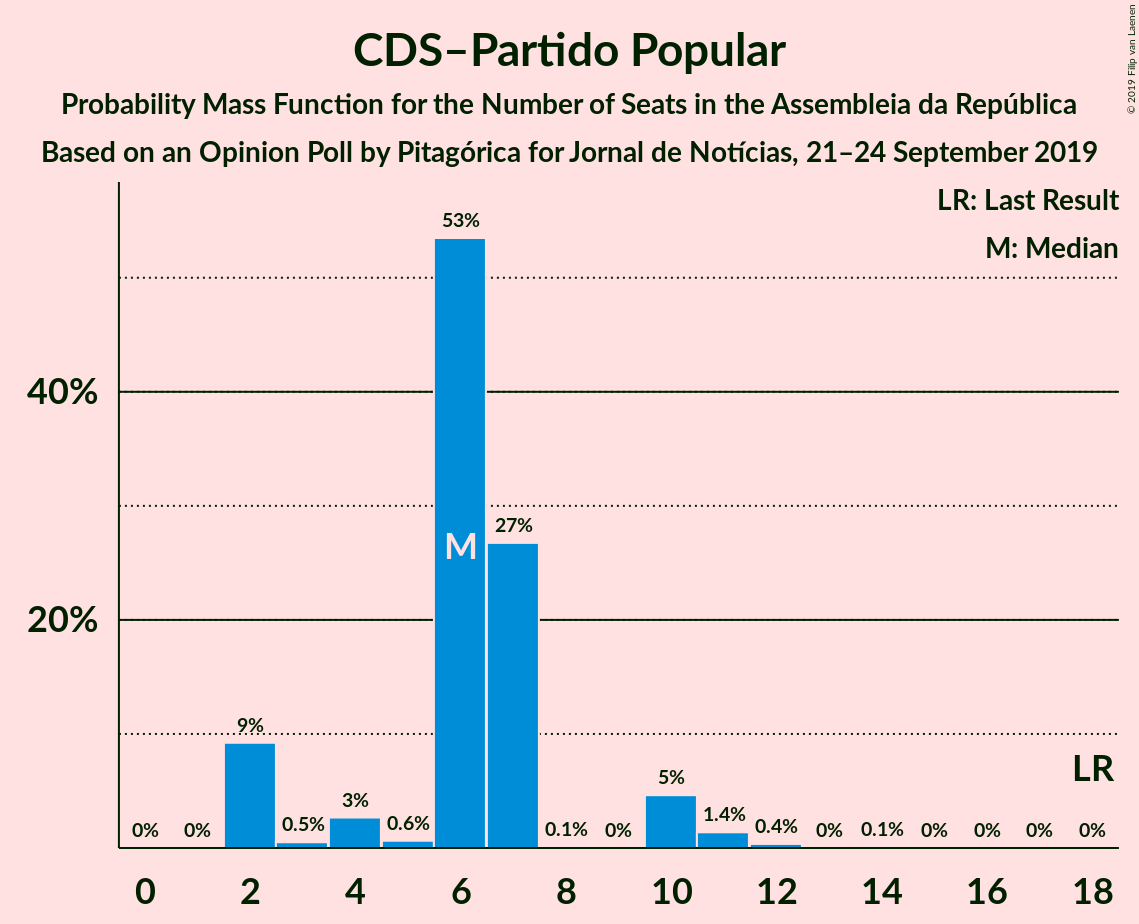 CDS–Partido Popular
Probability Mass Function for the Number of Seats in the Assembleia da República
Based on an Opinion Poll by Pitagórica for Jornal de Notícias, 21–24 September 2019
© 2019 Filip van Laenen
LR: Last Result
M: Median
53%
40%
27%
M
20%
9%
LR
5%
3%
1.4%
0% 0% 0.5% 0.6% 0.1% 0% 0.4% 0% 0.1% 0% 0% 0% 0%
0 2 4 6 8 10 12 14 16 18